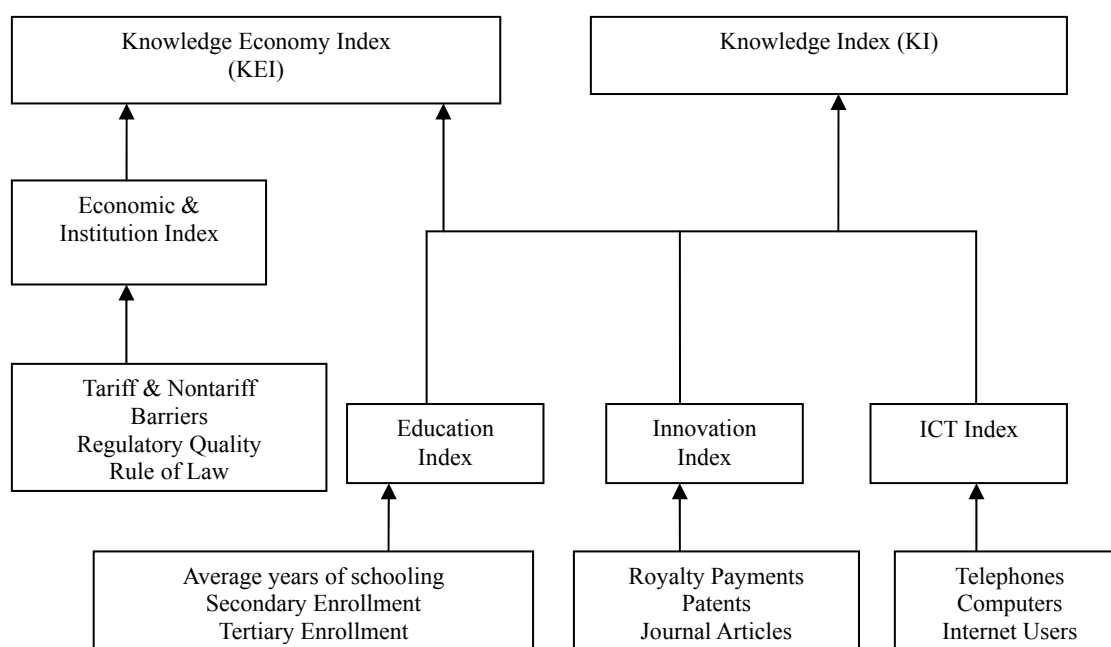 Knowledge Economy Index
(KEI)
Knowledge Index (KI)
Economic &
Institution Index
Tariff & Nontariff
Barriers
Regulatory Quality
Rule of Law
Education
Index
Innovation
Index
ICT Index
Average years of schooling
Secondary Enrollment
Tertiary Enrollment
Royalty Payments
Patents
Journal Articles
Telephones
Computers
Internet Users